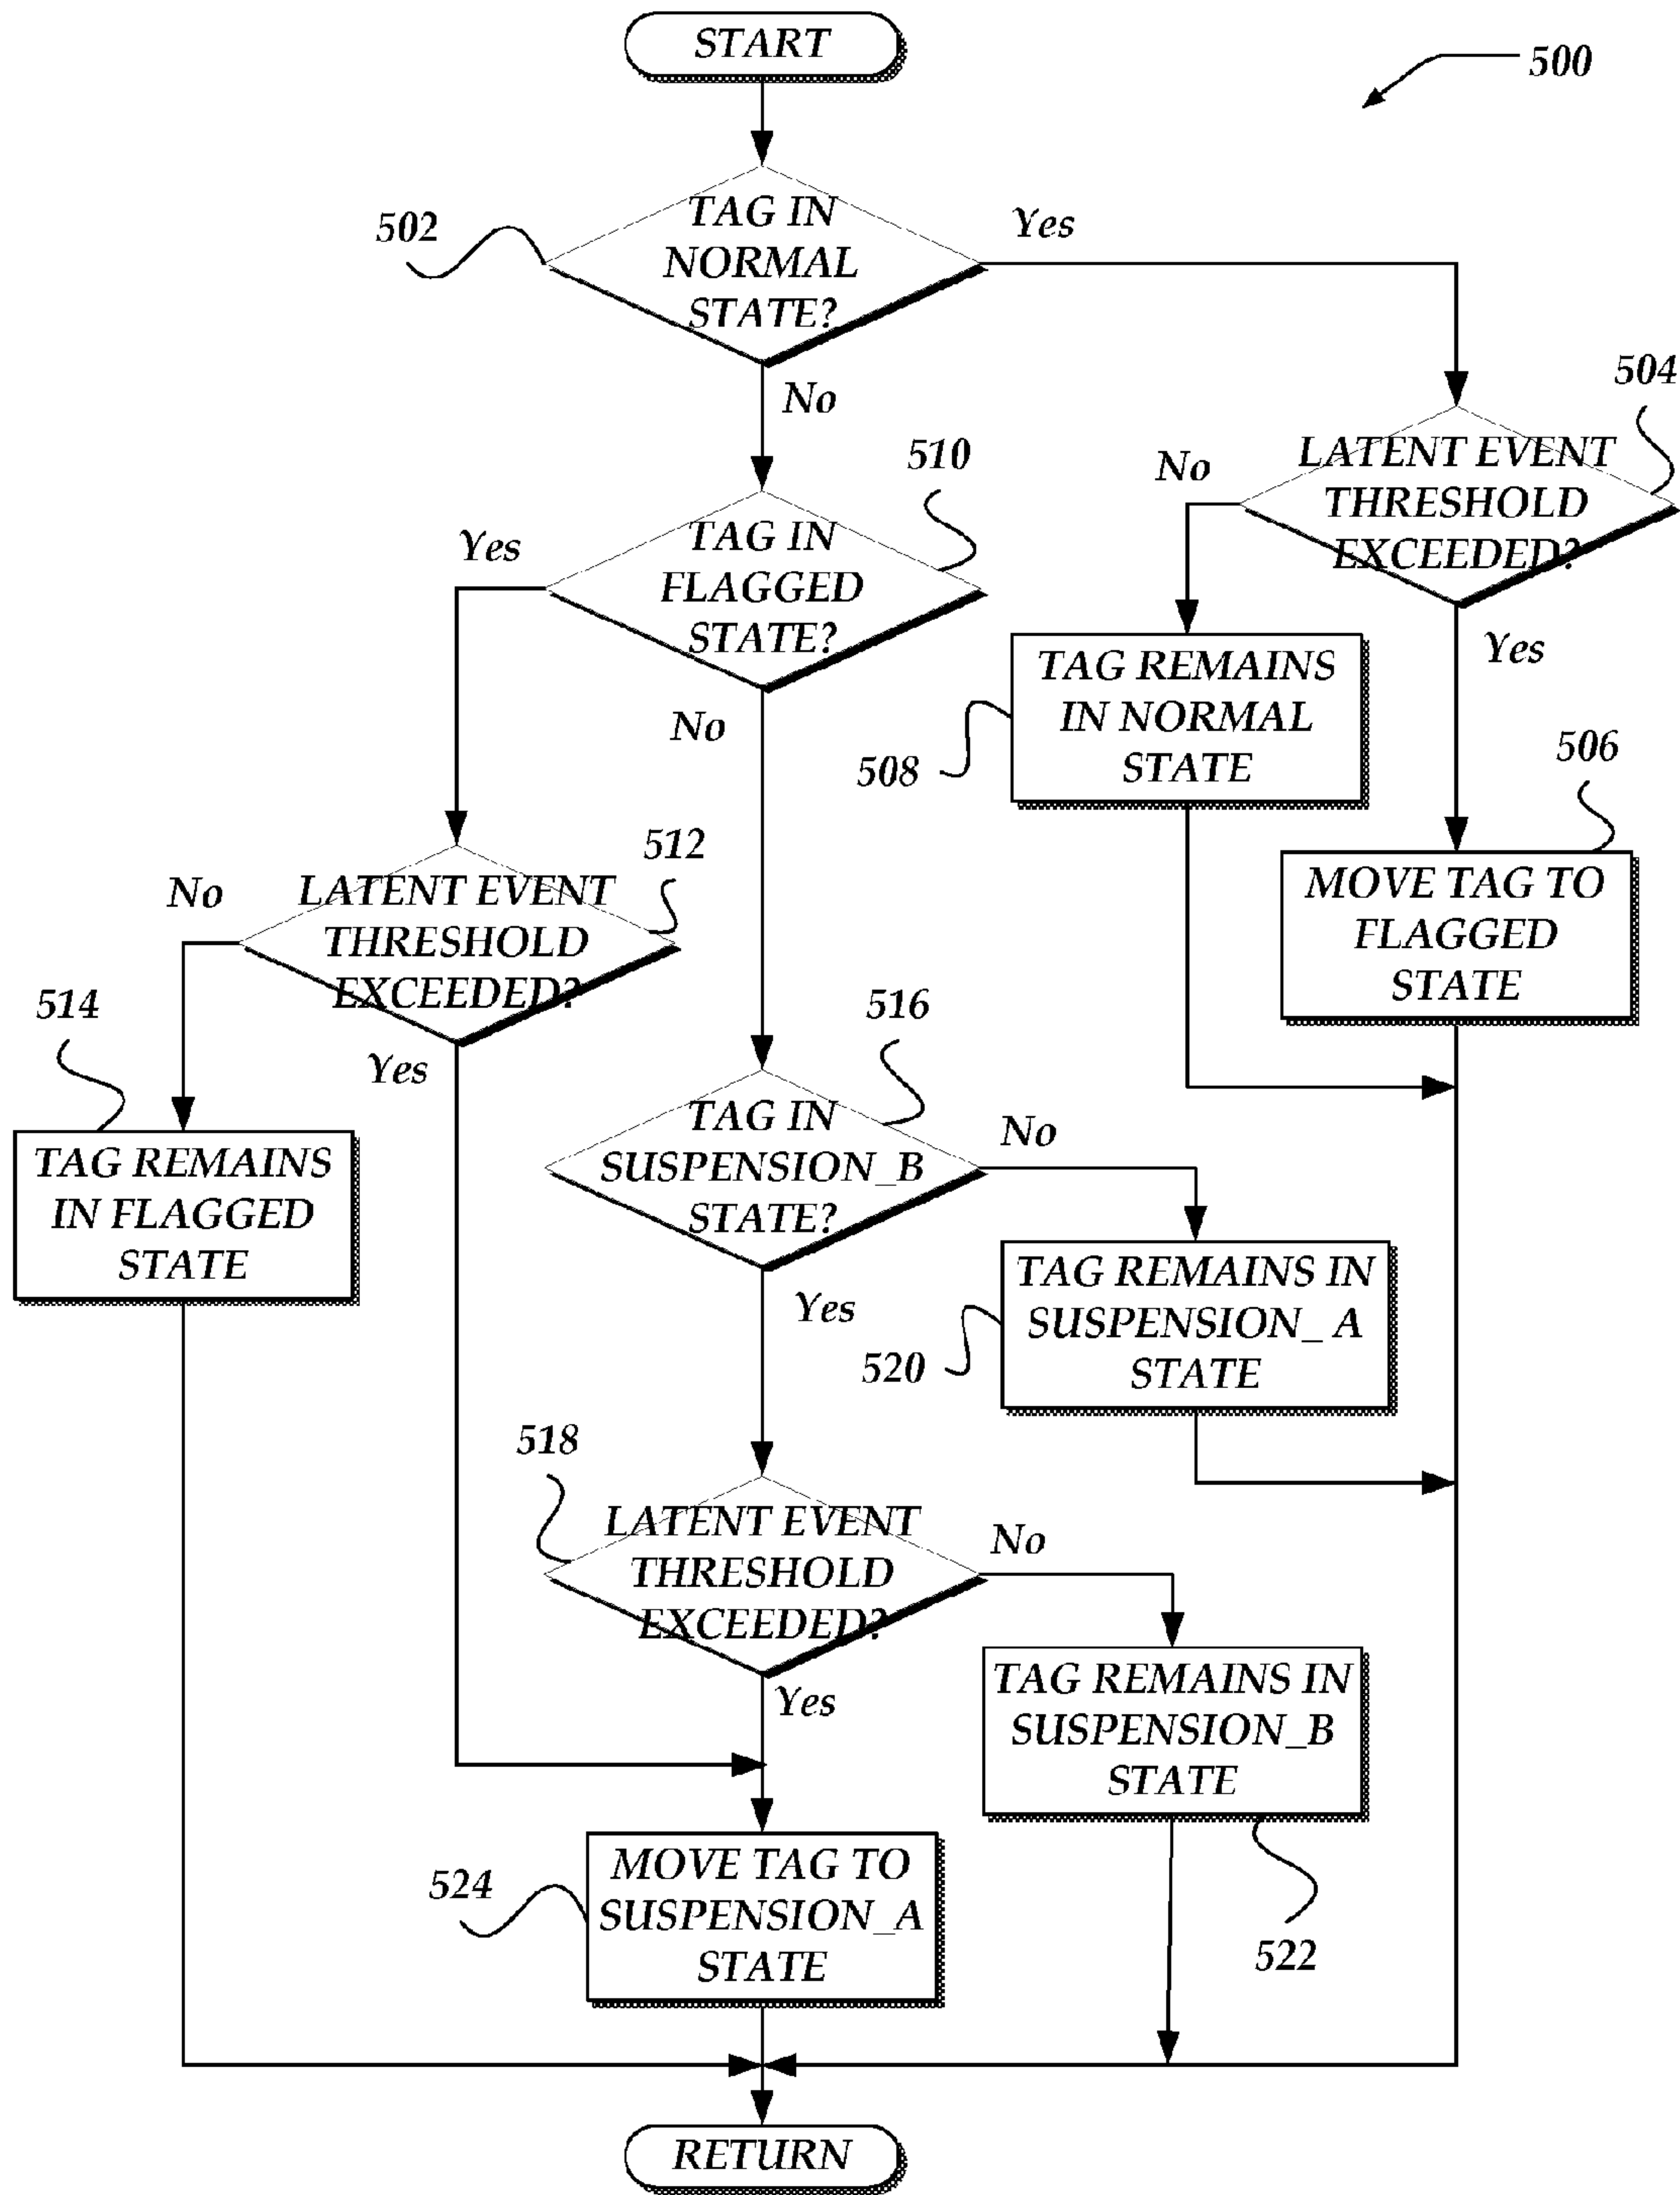 START
500
502
TAG IN
NORMAL
STATE?
Yes
No
504
LATENT EVENT
THRESHOLD
EXCEEDED?
No
Yes
510
TAG IN
FLAGGED
STATE?
Yes
No
508
TAG REMAINS
IN NORMAL
STATE
506
MOVE TAG TO
FLAGGED
STATE
512
LATENT EVENT
THRESHOLD
EXCEEDED?
No
Yes
514
TAG REMAINS
IN FLAGGED
STATE
516
TAG IN
SUSPENSION_B
STATE?
No
Yes
520
TAG REMAINS IN
SUSPENSION_ A
STATE
518
LATENT EVENT
THRESHOLD
EXCEEDED?
No
Yes
TAG REMAINS IN
SUSPENSION_B
STATE
522
524
MOVE TAG TO
SUSPENSION_A
STATE
RETURN